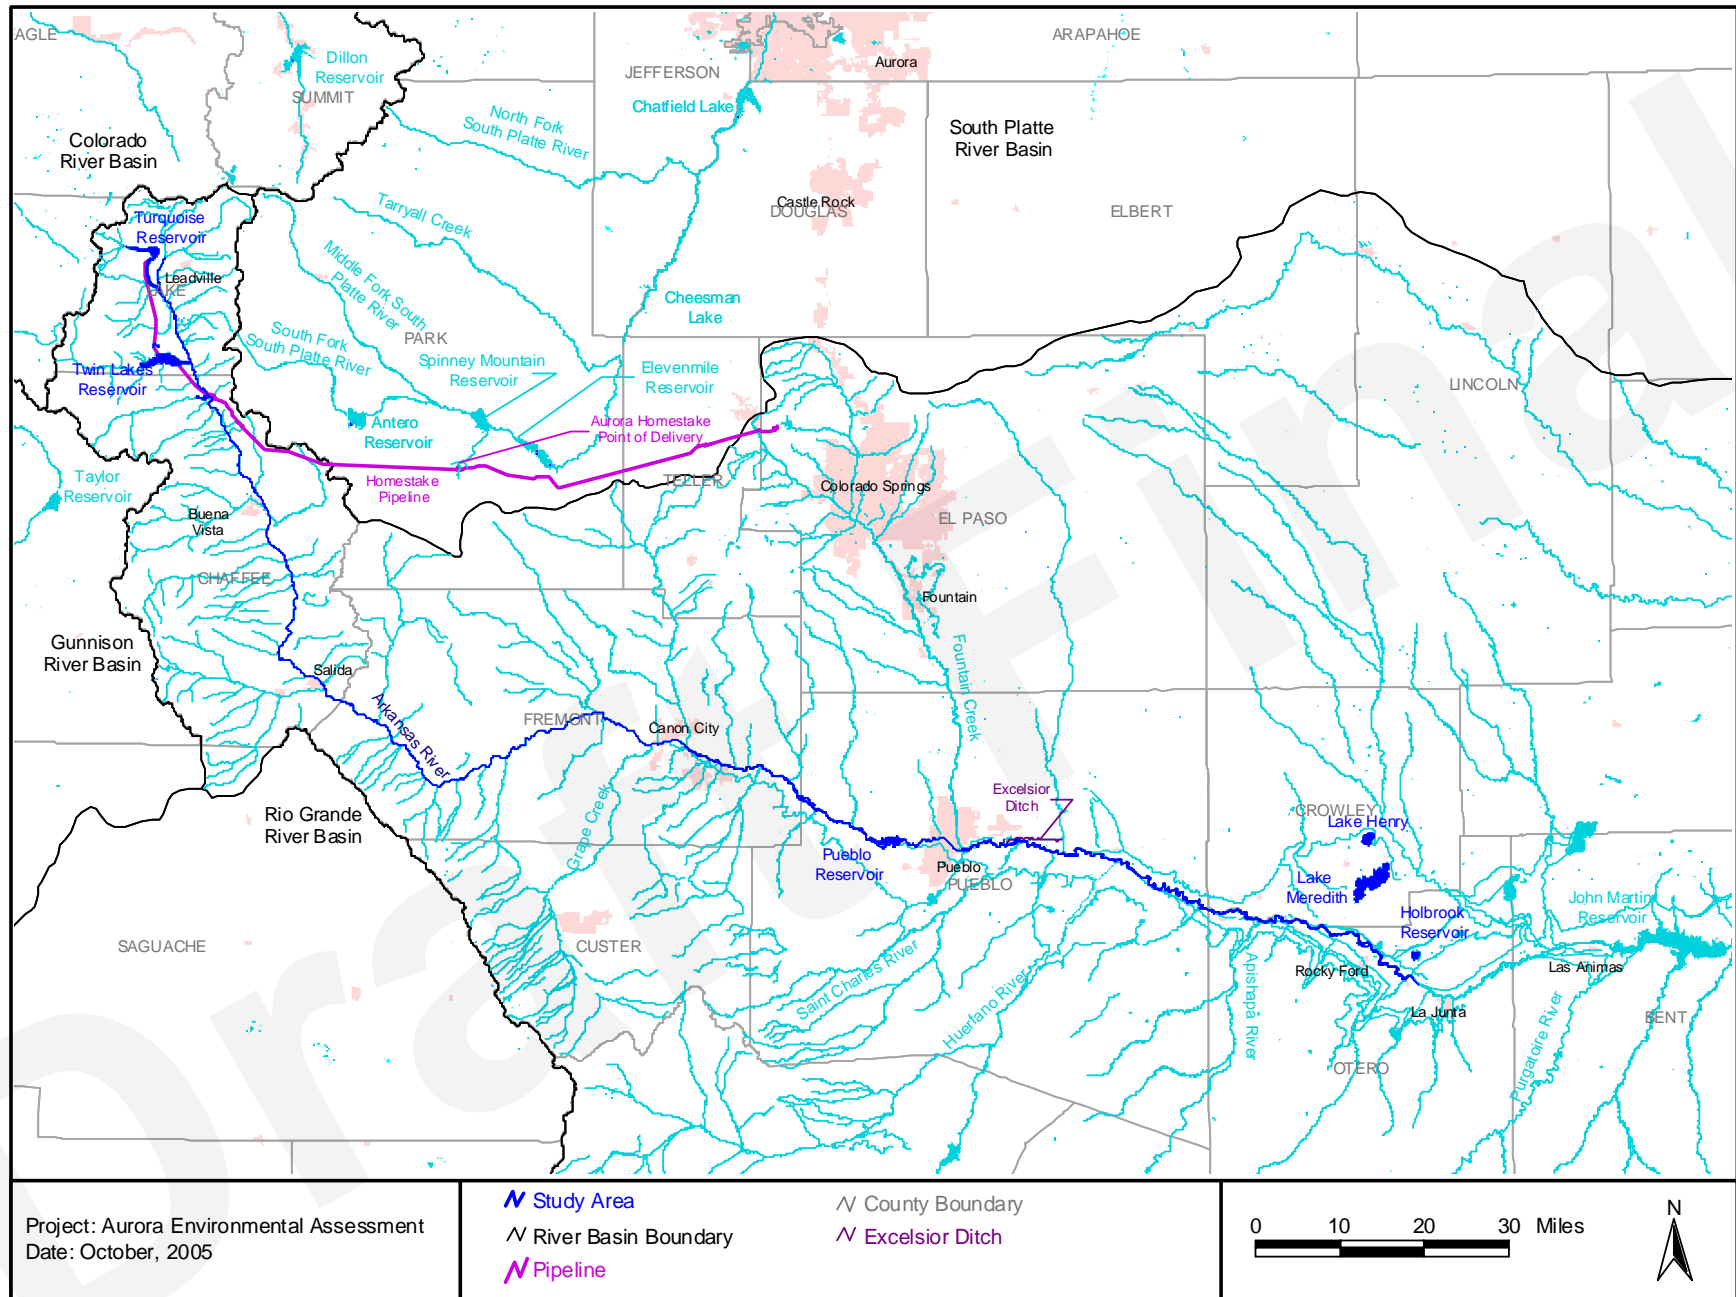 EAGLE
Dillon
Reservoir
SUMMIT
JEFFERSON
Aurora
ARAPAHOE
Chatfield Lake
North Fork
South Platte River
Colorado
River Basin
South Platte
River Basin
Turquoise
Reservoir
Tarryall Creek
Castle Rock
DOUGLAS
ELBERT
Leadville
LAKE
Middle Fork South
Platte River
Cheesman
Lake
PARK
South Fork
South Platte River
Twin Lakes
Reservoir
Spinney Mountain
Reservoir
Elevenmile
Reservoir
LINCOLN
Antero
Reservoir
Aurora Homestake
Point of Delivery
Taylor
Reservoir
Homestake
Pipeline
TELLER
Colorado Springs
Buena
Vista
EL PASO
CHAFFEE
Fountain
Gunnison
River Basin
Salida
Fountain Creek
Arkansas River
FREMONT
Canon City
Rio Grande
River Basin
Grape Creek
Excelsior
Ditch
CROWLEY
Lake Henry
Pueblo
Reservoir
Pueblo
PUEBLO
Lake
Meredith
Holbrook
Reservoir
John Martin
Reservoir
SAGUACHE
CUSTER
Saint Charles River
Huerfano River
Apishapa River
Rocky Ford
Las Animas
La Junta
BENT
OTERO
Purgatoire River
Draft Final
Project: Aurora Environmental Assessment
Date: October, 2005
Study Area
River Basin Boundary
Pipeline
County Boundary
Excelsior Ditch
0 10 20 30 Miles
N